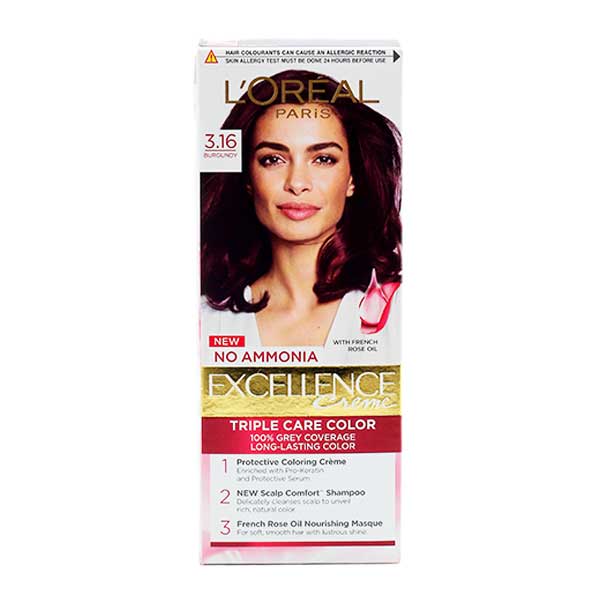 HAIR COLOURANTS CAN CAUSE AN ALLERGIC REACTION
SKIN ALLERGY TEST MUST BE DONE 24 HOURS BEFORE USE
L'ORÉAL
PARIS
3.16
BURGUNDY
WITH FRENCH
ROSE OIL
NEW
NO AMMONIA
EXCELLENCE
Crème
TRIPLE CARE COLOR
100% GREY COVERAGE
LONG-LASTING COLOR
1 Protective Coloring Crème
Enriched with Pro-Keratin
and Protective Serum
2 NEW Scalp Comfort™ Shampoo
Delicately cleanses scalp to unveil
rich, natural color
3 French Rose Oil Nourishing Masque
For soft, smooth hair with lustrous shine.